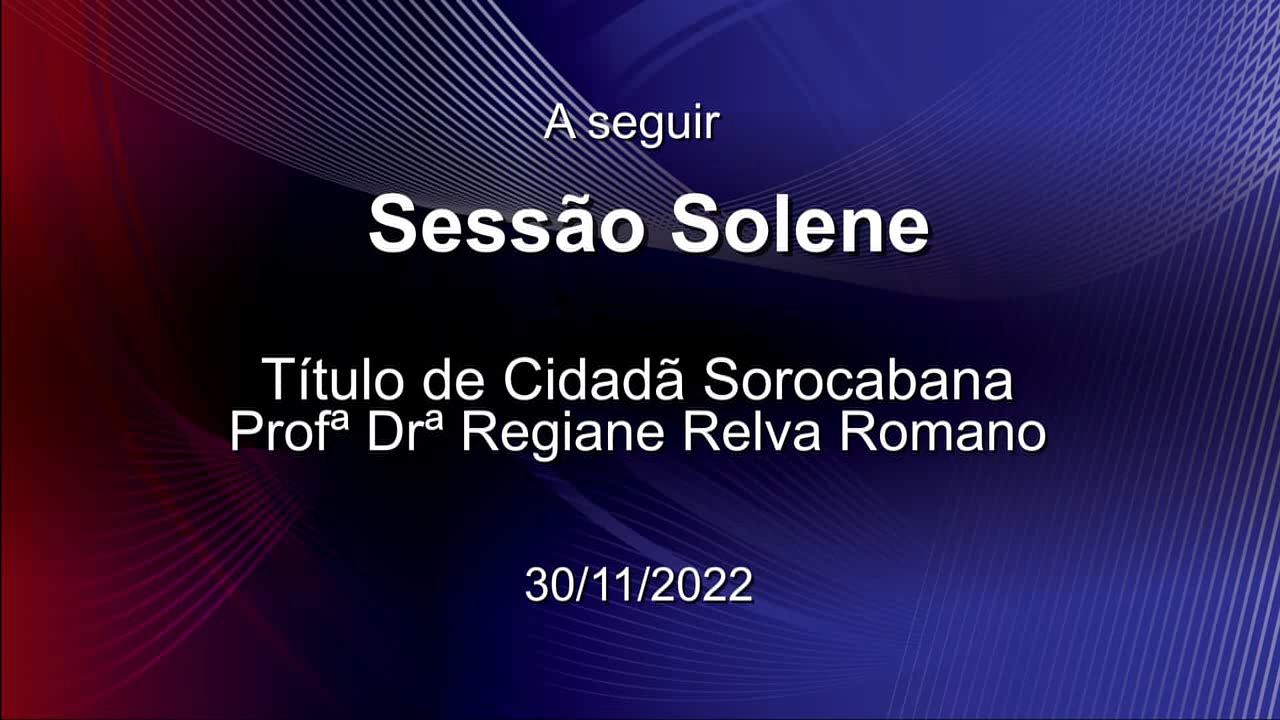 A seguir
Sessão Solene
Título de Cidadã Sorocabana
Profª Drª Regiane Relva Romano
30/11/2022